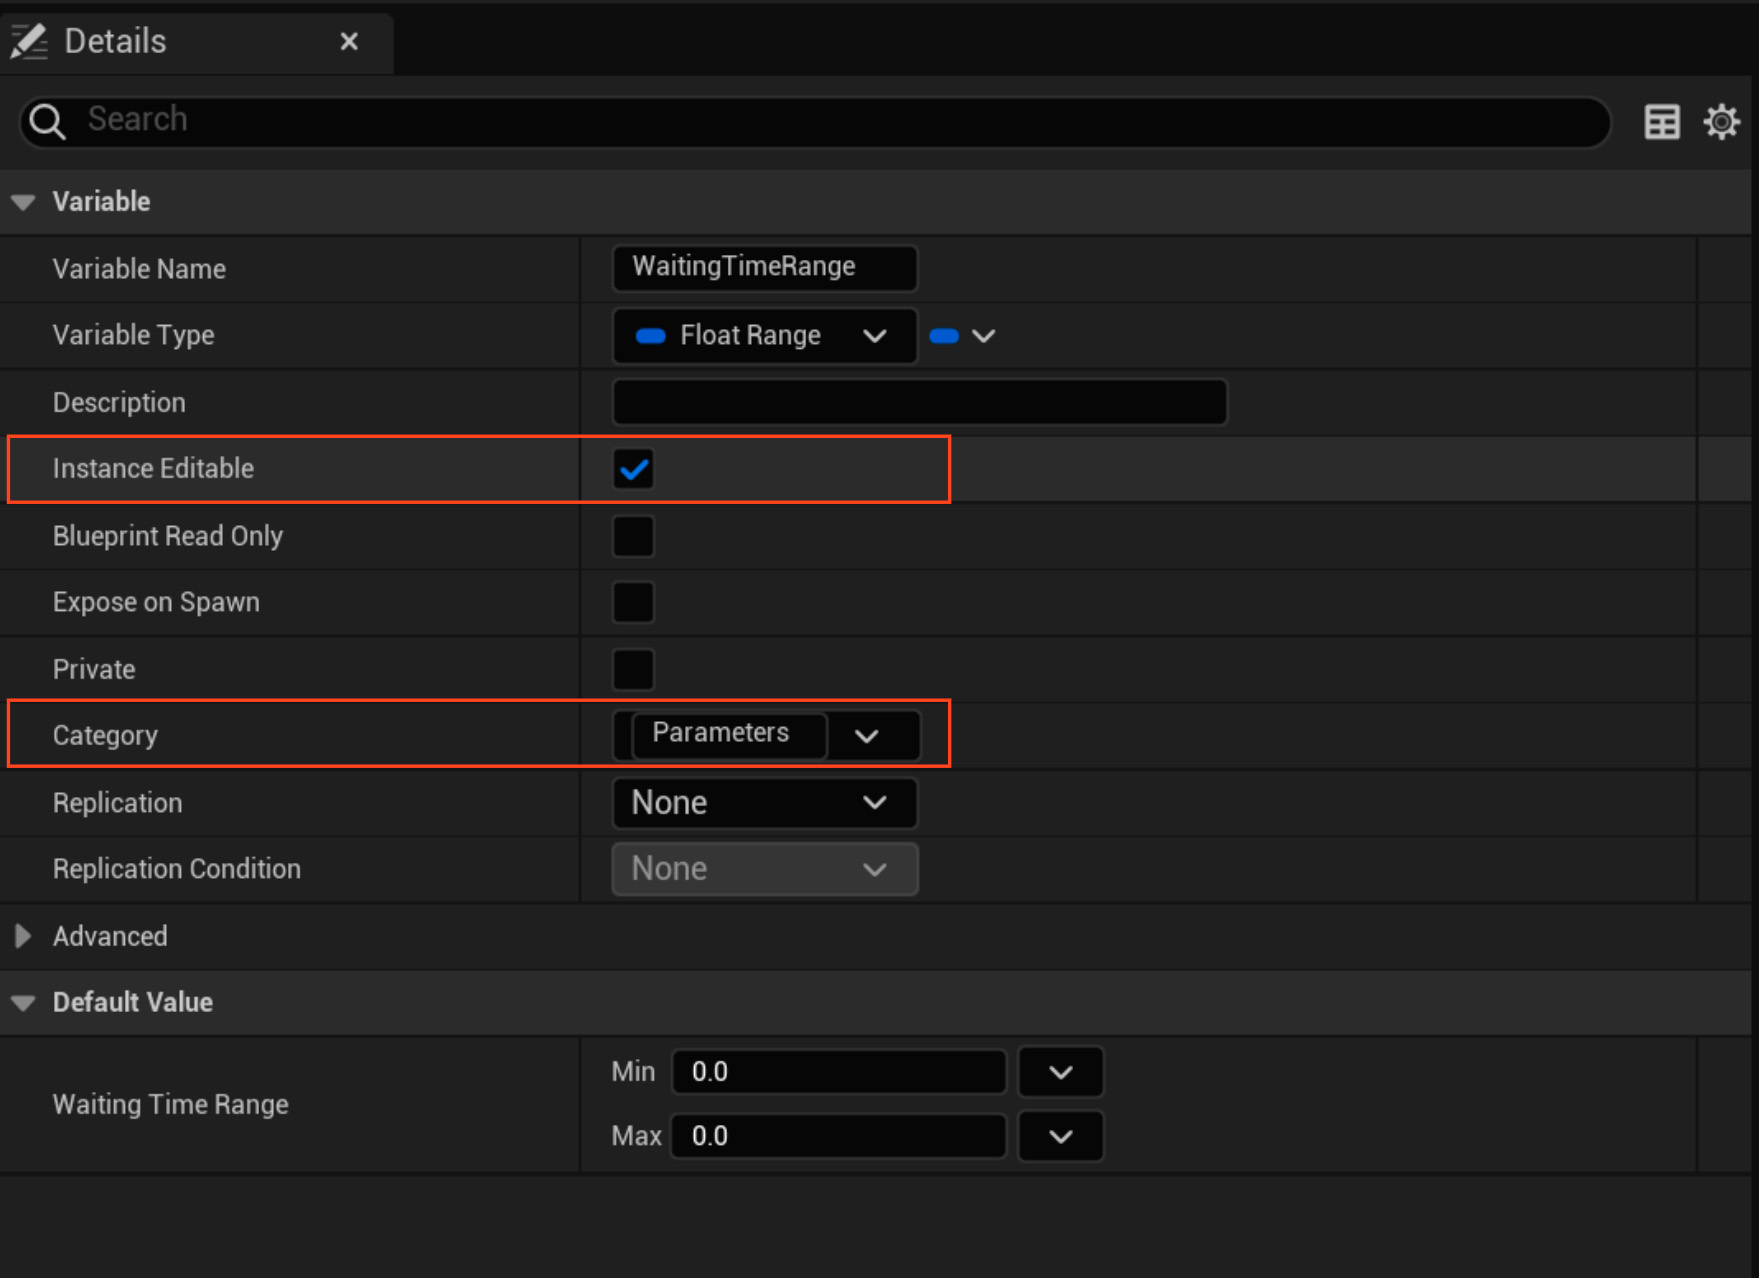 Details
Search
Variable
Variable Name WaitingTimeRange
Variable Type Float Range
Description
Instance Editable
Blueprint Read Only
Expose on Spawn
Private
Category Parameters
Replication None
Replication Condition None
Advanced
Default Value
Waiting Time Range
Min 0.0
Max 0.0